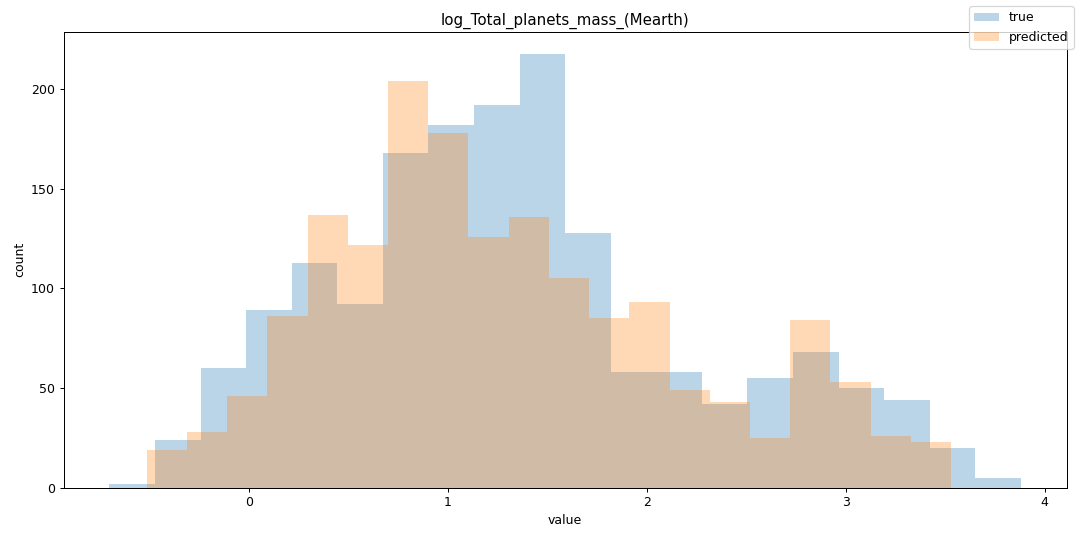 log_Total_planets_mass_(Mearth)
true
predicted
200
150
100
50
0
count
0 1 2 3 4
value